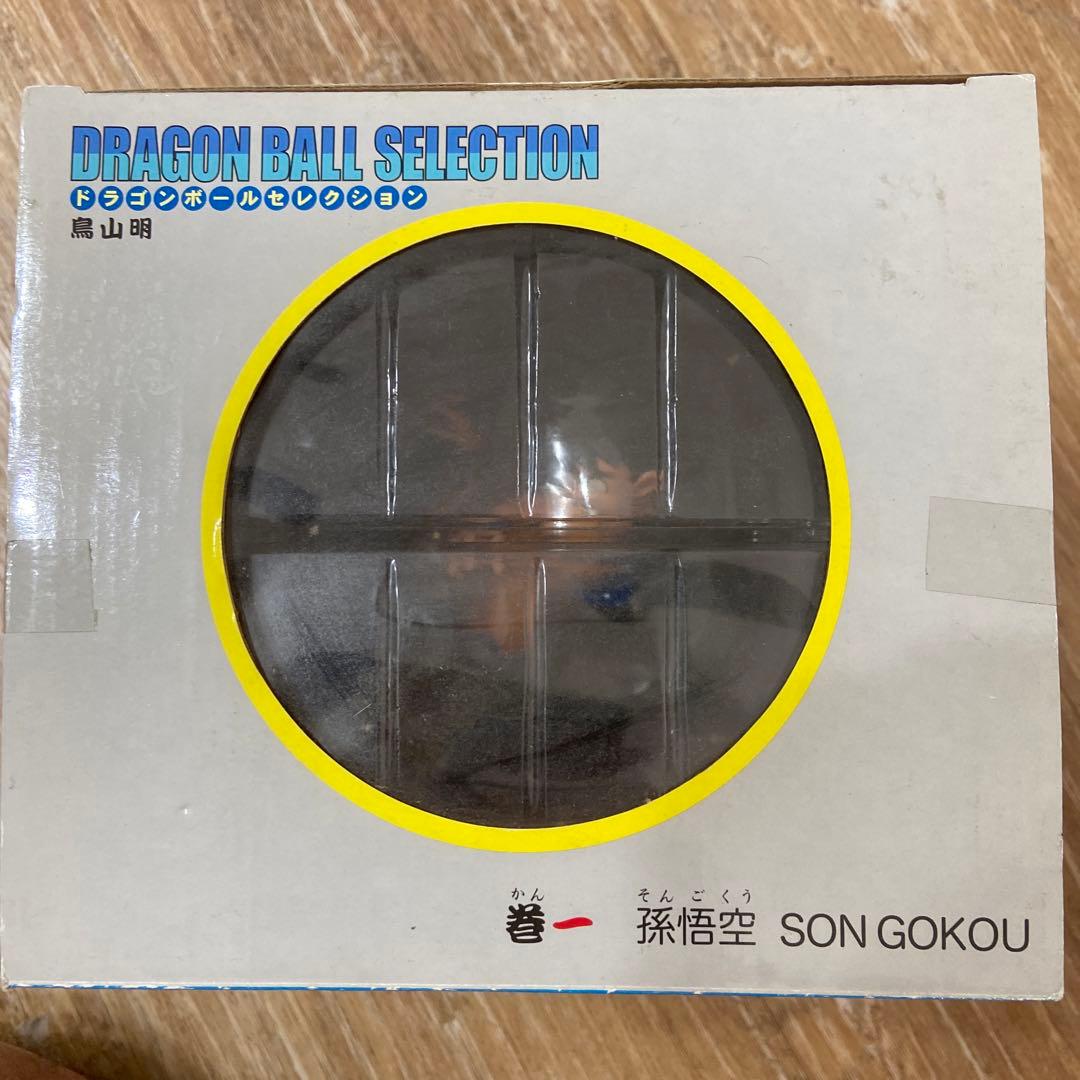 DRAGON BALL SELECTION
ドラゴンボールセレクション
鳥山明
かん そんごくう
巻一 孫悟空 SON GOKOU